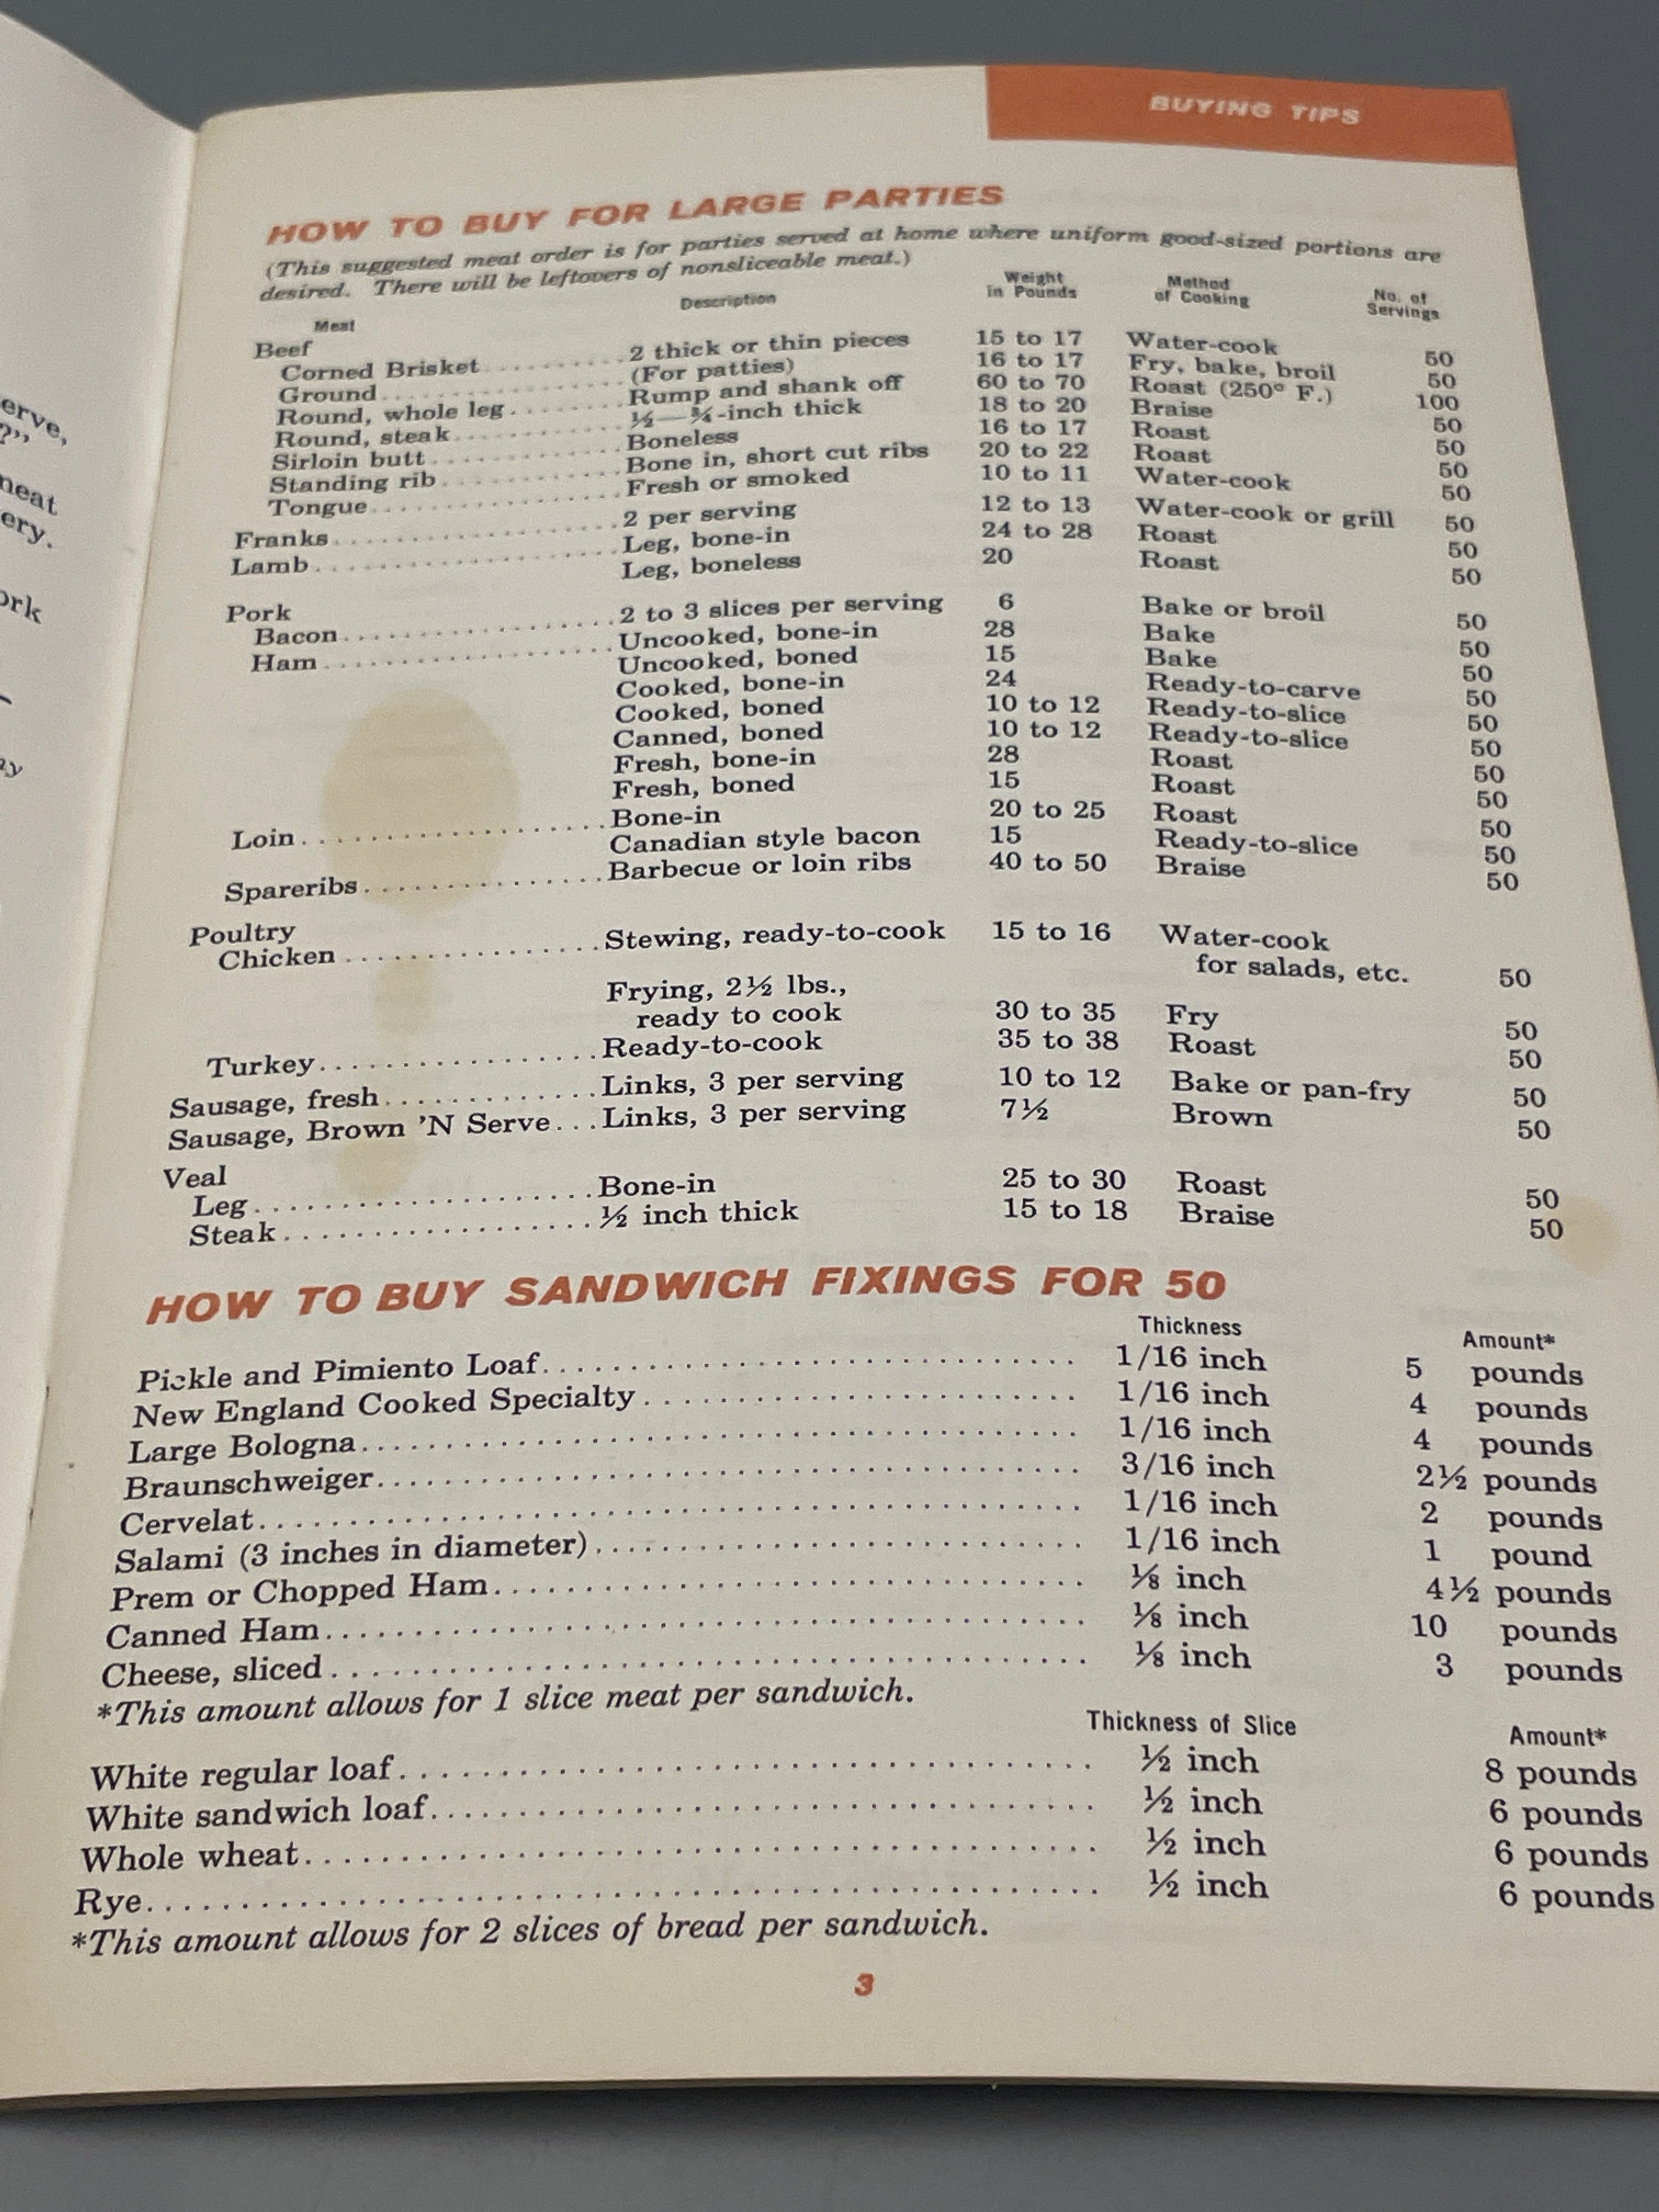 BUYING TIPS
HOW TO BUY FOR LARGE PARTIES
(This suggested meat order is for parties served at home where uniform good-sized portions are
desired. There will be leftovers of nonsliceable meat.)
Meat Description Weight in Pounds Method of Cooking No. of Servings
Beef
Corned Brisket ........ 2 thick or thin pieces 15 to 17 Water-cook 50
Ground ........ (For patties) 16 to 17 Fry, bake, broil 50
Round, whole leg ........ Rump and shank off 60 to 70 Roast (250° F.) 100
Round, steak ........ ½—¾-inch thick 18 to 20 Braise 50
Sirloin butt ........ Boneless 16 to 17 Roast 50
Standing rib ........ Bone in, short cut ribs 20 to 22 Roast 50
Tongue ........ Fresh or smoked 10 to 11 Water-cook 50
Franks ........ 2 per serving 12 to 13 Water-cook or grill 50
Lamb ........ Leg, bone-in 24 to 28 Roast 50
Leg, boneless 20 Roast 50
Pork
Bacon ........ 2 to 3 slices per serving 6 Bake or broil 50
Ham ........ Uncooked, bone-in 28 Bake 50
Uncooked, boned 15 Bake 50
Cooked, bone-in 24 Ready-to-carve 50
Cooked, boned 10 to 12 Ready-to-slice 50
Canned, boned 10 to 12 Ready-to-slice 50
Fresh, bone-in 28 Roast 50
Fresh, boned 15 Roast 50
Loin ........ Bone-in 20 to 25 Roast 50
Canadian style bacon 15 Ready-to-slice 50
Spareribs ........ Barbecue or loin ribs 40 to 50 Braise 50
Poultry
Chicken ........ Stewing, ready-to-cook 15 to 16 Water-cook
for salads, etc. 50
Frying, 2½ lbs.,
ready to cook 30 to 35 Fry 50
Turkey ........ Ready-to-cook 35 to 38 Roast 50
Sausage, fresh ........ Links, 3 per serving 10 to 12 Bake or pan-fry 50
Sausage, Brown 'N Serve ... Links, 3 per serving 7½ Brown 50
Veal
Leg ........ Bone-in 25 to 30 Roast 50
Steak ........ ½ inch thick 15 to 18 Braise 50
HOW TO BUY SANDWICH FIXINGS FOR 50
Thickness Amount*
Pickle and Pimiento Loaf ........ 1/16 inch 5 pounds
New England Cooked Specialty ........ 1/16 inch 4 pounds
Large Bologna ........ 1/16 inch 4 pounds
Braunschweiger ........ 3/16 inch 2½ pounds
Cervelat ........ 1/16 inch 2 pounds
Salami (3 inches in diameter) ........ 1/16 inch 1 pound
Prem or Chopped Ham ........ ⅛ inch 4½ pounds
Canned Ham ........ ⅛ inch 10 pounds
Cheese, sliced ........ ⅛ inch 3 pounds
*This amount allows for 1 slice meat per sandwich.
Thickness of Slice Amount*
White regular loaf ........ ½ inch 8 pounds
White sandwich loaf ........ ½ inch 6 pounds
Whole wheat ........ ½ inch 6 pounds
Rye ........ ½ inch 6 pounds
*This amount allows for 2 slices of bread per sandwich.
3